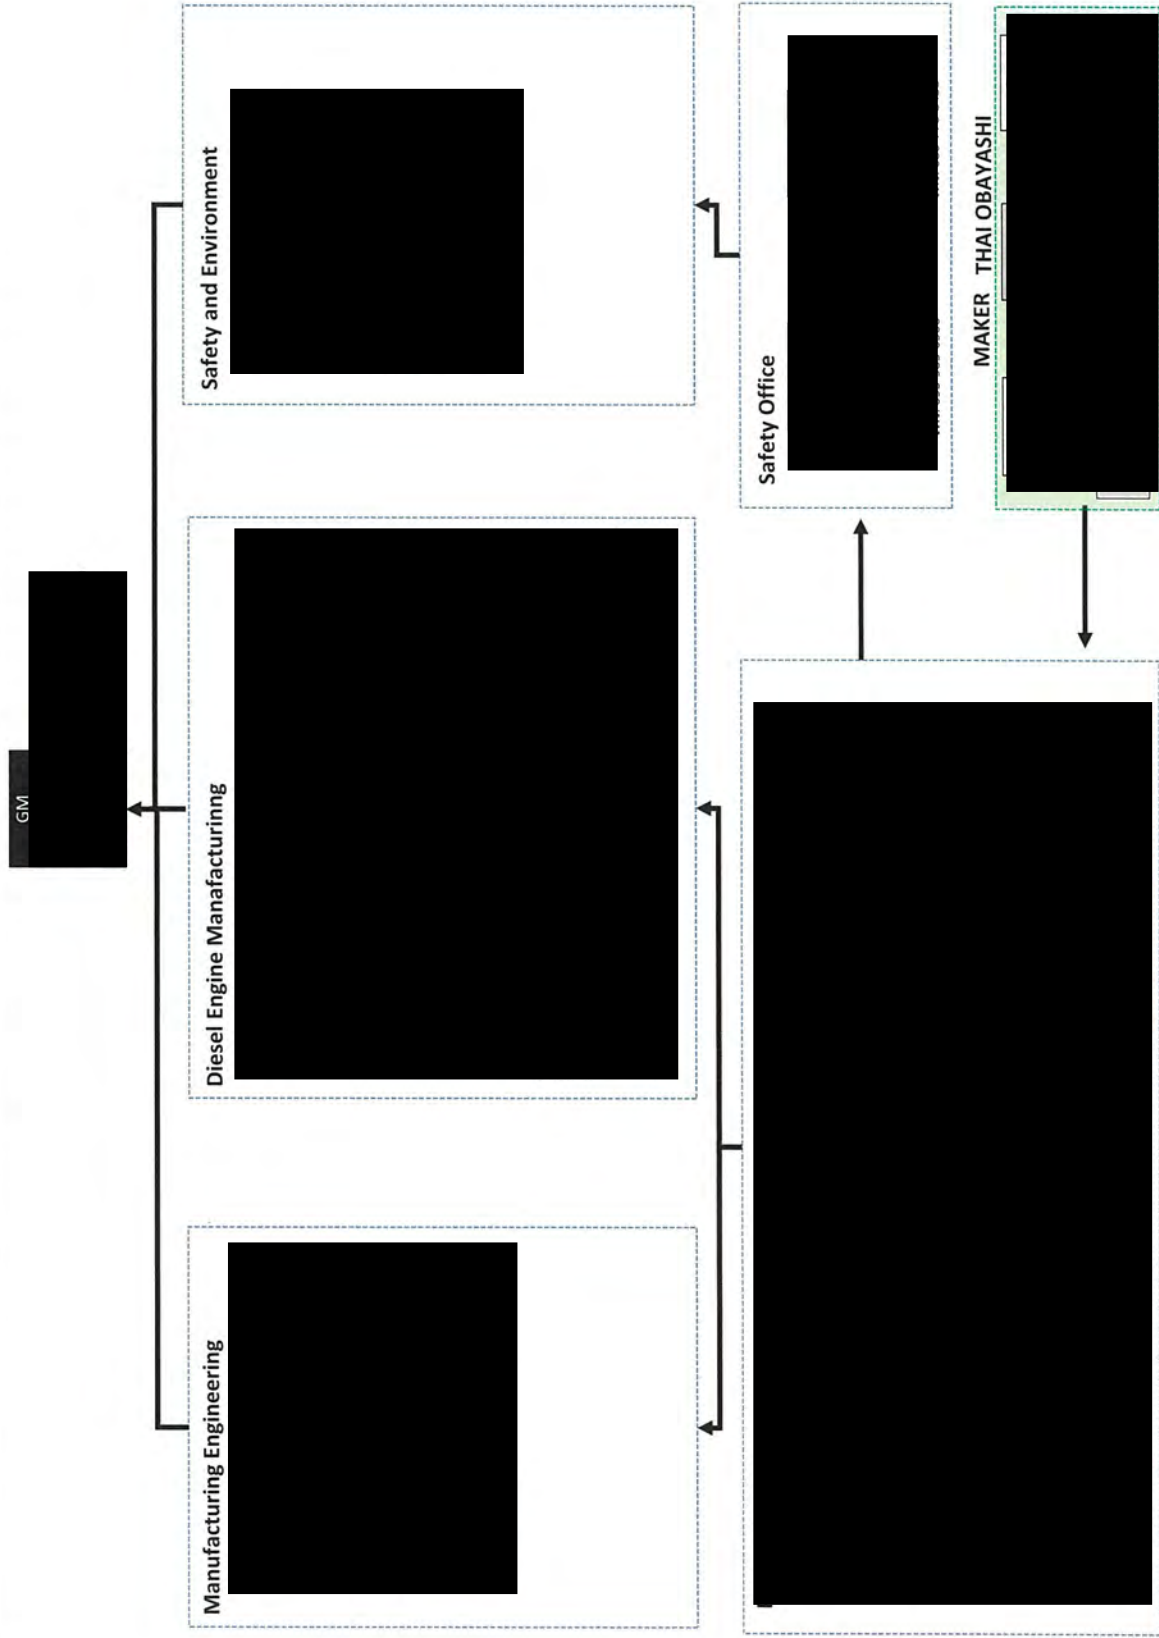 GM
Manufacturing Engineering
Diesel Engine Manafacturinng
Safety and Environment
Safety Office
MAKER THAI OBAYASHI